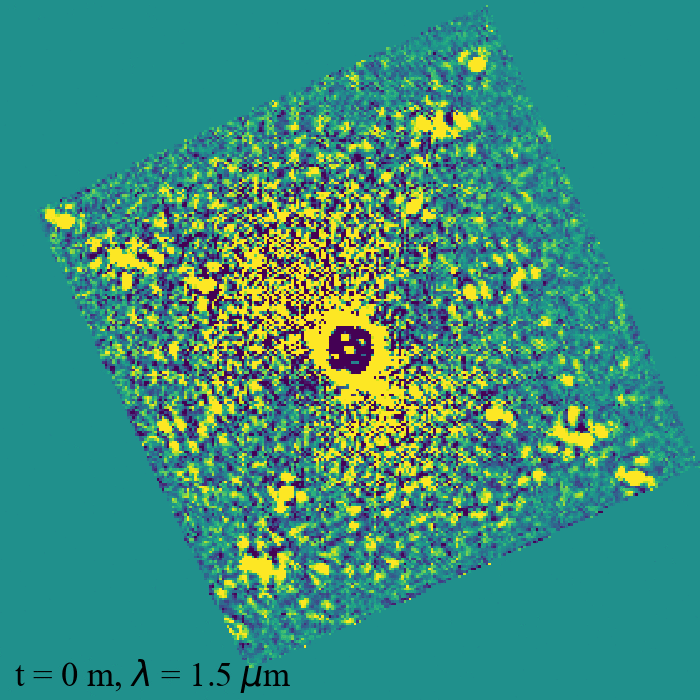 t = 0 m, λ = 1.5 μm